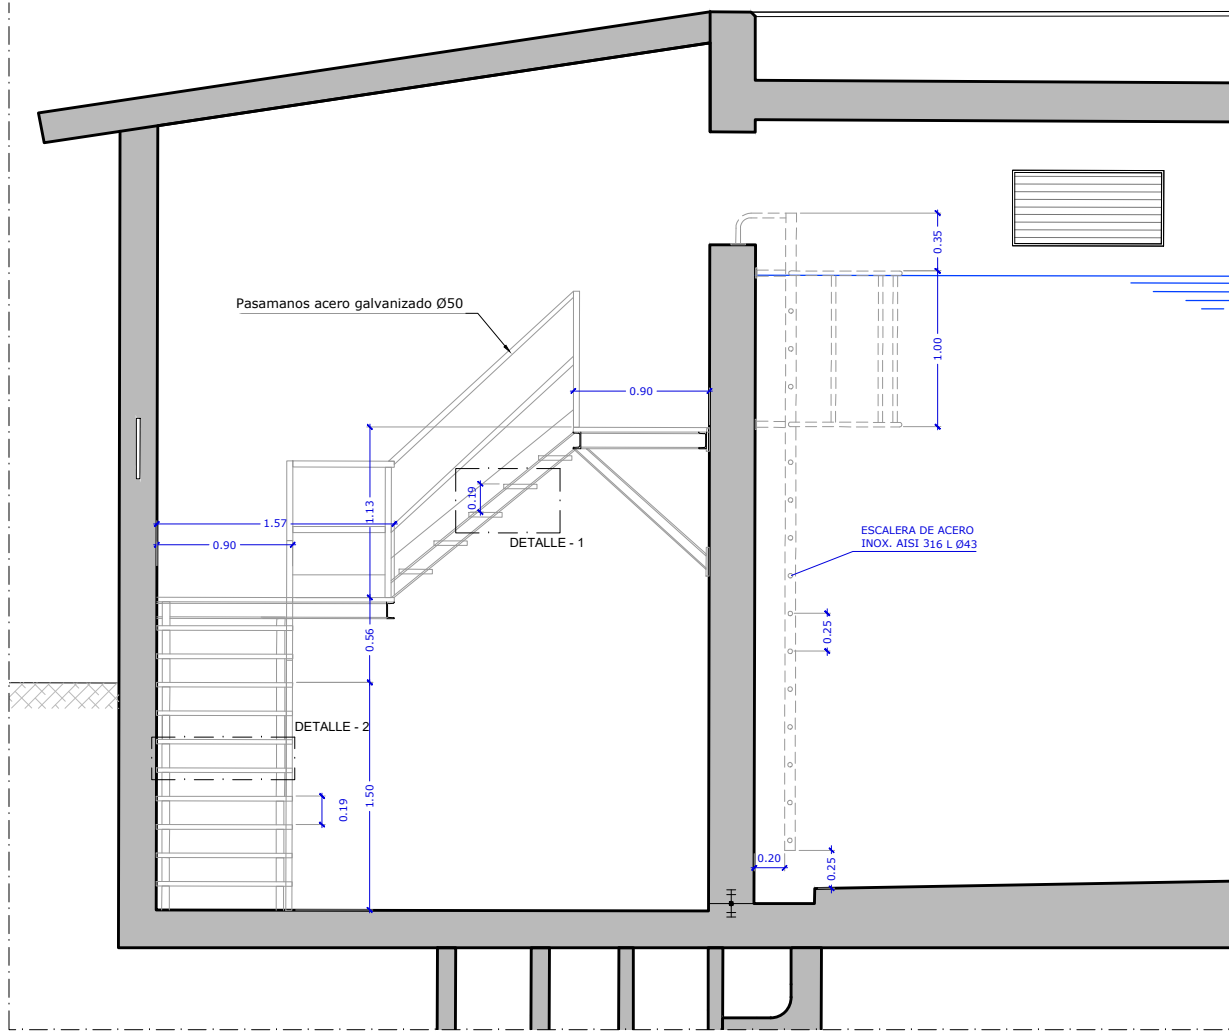 0.35
Pasamanos acero galvanizado Ø50
1.00
0.90
0.19
1.13
1.57
DETALLE - 1
0.90
ESCALERA DE ACERO
INOX. AISI 316 L Ø43
0.56
0.25
DETALLE - 2
1.50
0.19
0.20
0.25